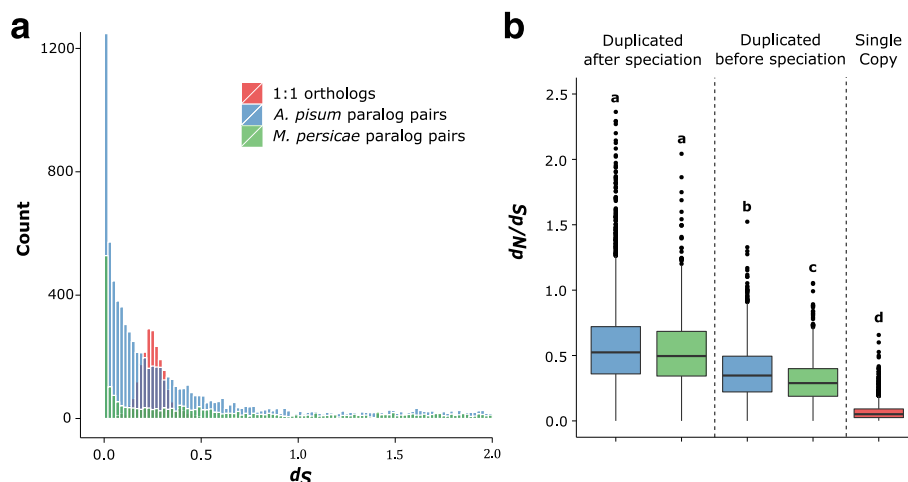 a
1200
800
400
0
Count
0.0
0.5
1.0
1.5
2.0
dS
1:1 orthologs
A. pisum paralog pairs
M. persicae paralog pairs
b
Duplicated
after speciation
Duplicated
before speciation
Single
Copy
2.5
2.0
1.5
1.0
0.5
0.0
dN/dS
a
a
b
c
d